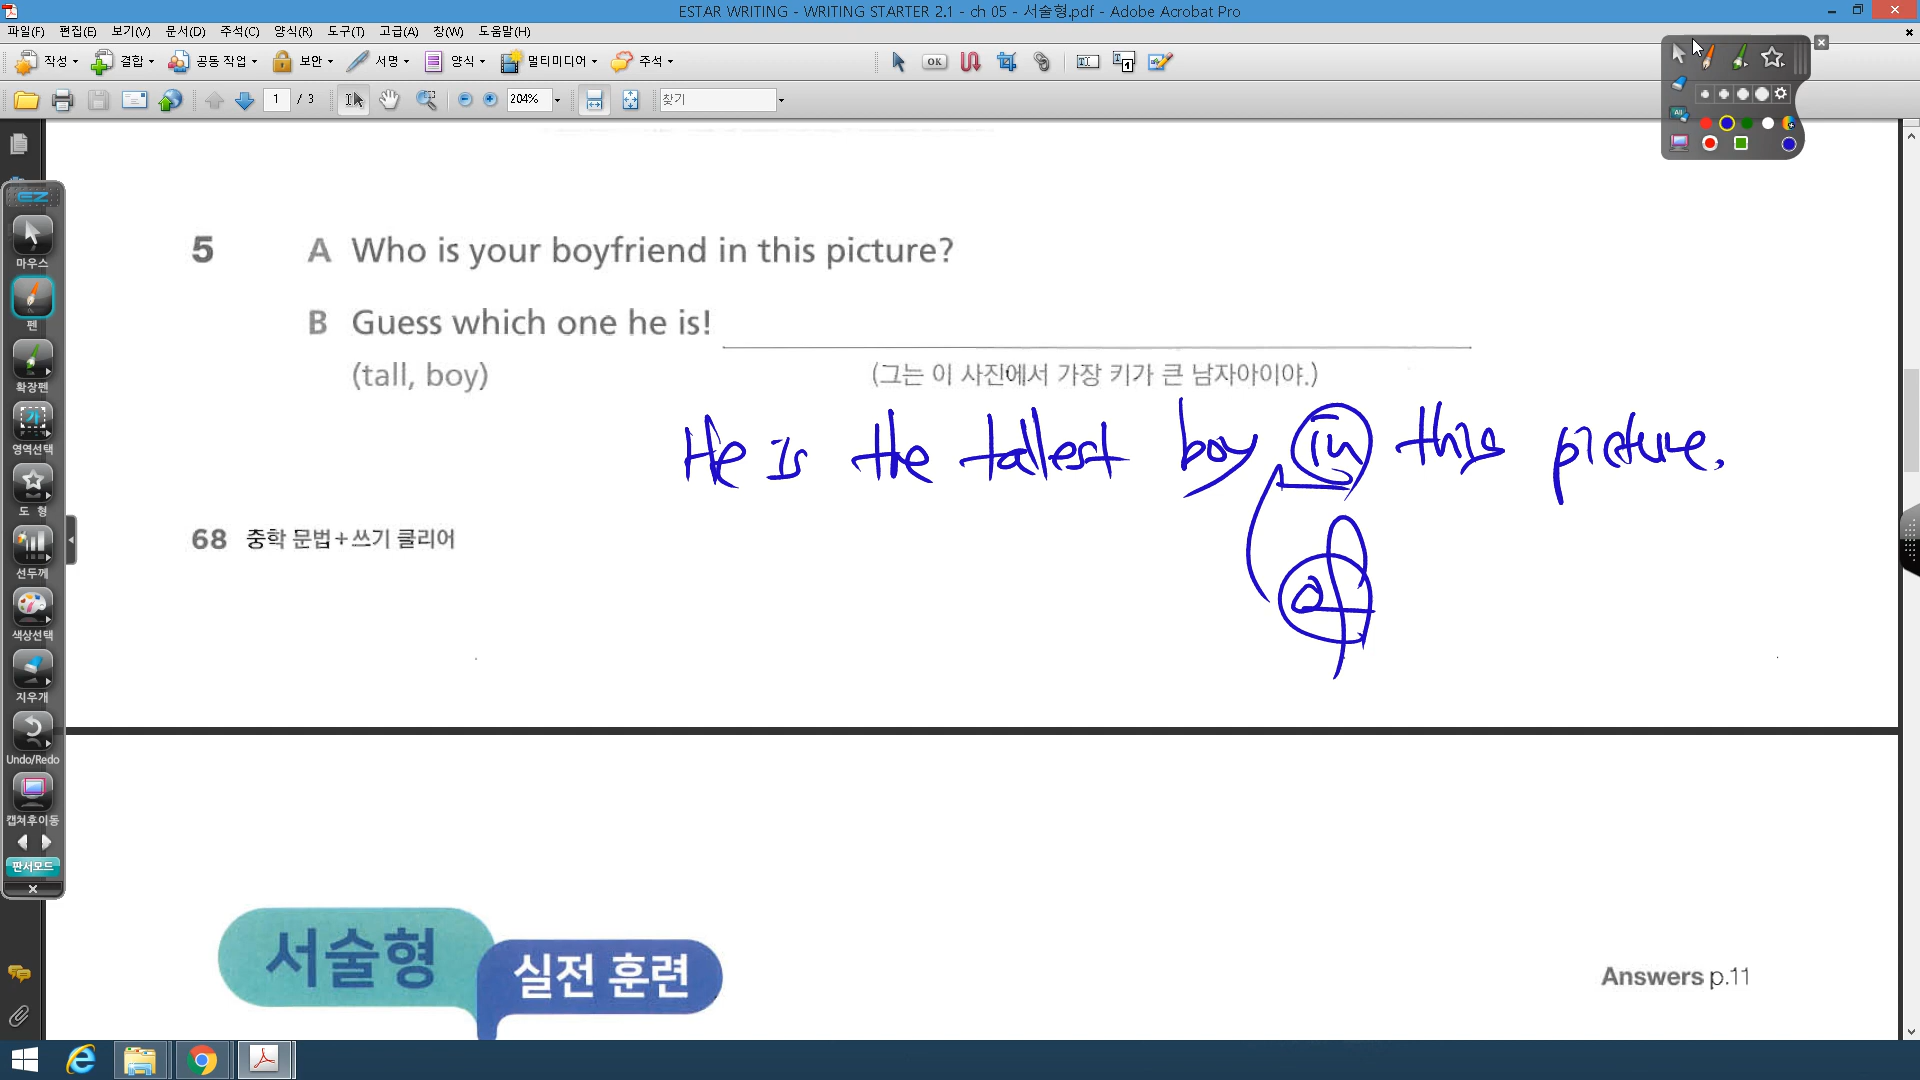 ESTAR WRITING - WRITING STARTER 2.1 - ch 05 - 서술형.pdf - Adobe Acrobat Pro
파일(F) 편집(E) 보기(V) 문서(D) 주석(C) 양식(R) 도구(T) 고급(A) 창(W) 도움말(H)
작성 결합 공동 작업 보안 서명 양식 멀티미디어 주석 OK
1 / 3 204% 찾기
5 A Who is your boyfriend in this picture?
B Guess which one he is!
(tall, boy) (그는 이 사진에서 가장 키가 큰 남자아이야.)
He is the tallest boy in this picture.
of
68 중학 문법+쓰기 클리어
EZ
마우스
펜
확장펜
가
영역선택
도 형
선두께
색상선택
지우개
Undo/Redo
캡쳐후이동
판서모드
서술형 실전 훈련
Answers p.11